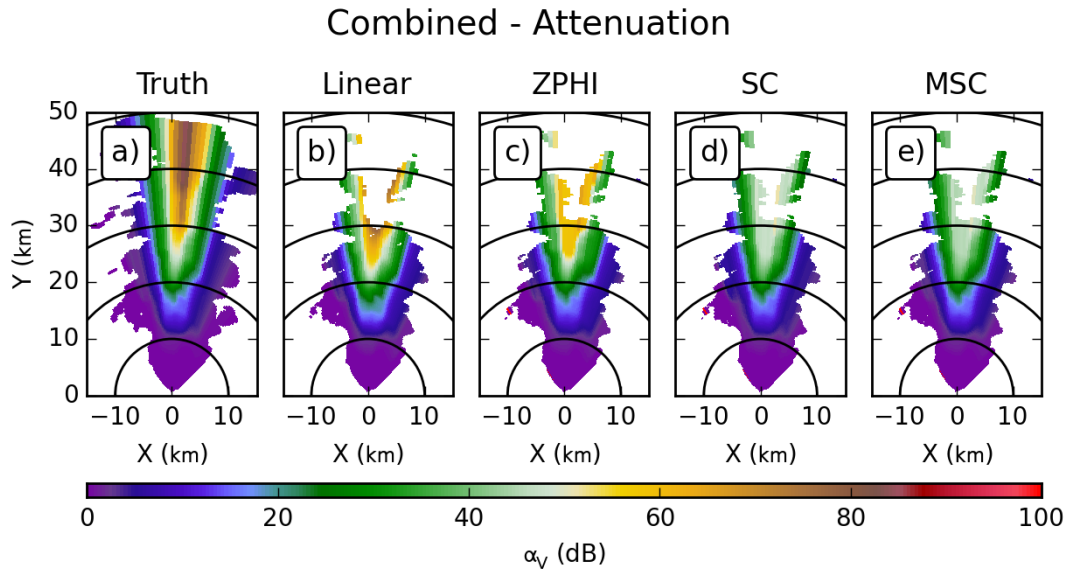 Combined - Attenuation
Truth Linear ZPHI SC MSC
50
40
30
20
10
0
Y (km)
a) b) c) d) e)
−10 0 10 −10 0 10 −10 0 10 −10 0 10 −10 0 10
X (km) X (km) X (km) X (km) X (km)
0 20 40 60 80 100
αV (dB)